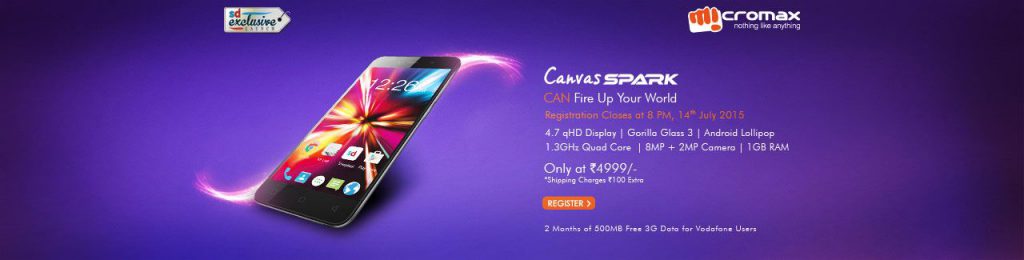 sd
exclusive
LAUNCH
micromax
nothing like anything
12:26
Canvas SPARK
CAN Fire Up Your World
Registration Closes at 8 PM, 14th July 2015
4.7 qHD Display | Gorilla Glass 3 | Android Lollipop
1.3GHz Quad Core | 8MP + 2MP Camera | 1GB RAM
Only at ₹4999/-
*Shipping Charges ₹100 Extra
REGISTER >
2 Months of 500MB Free 3G Data for Vodafone Users